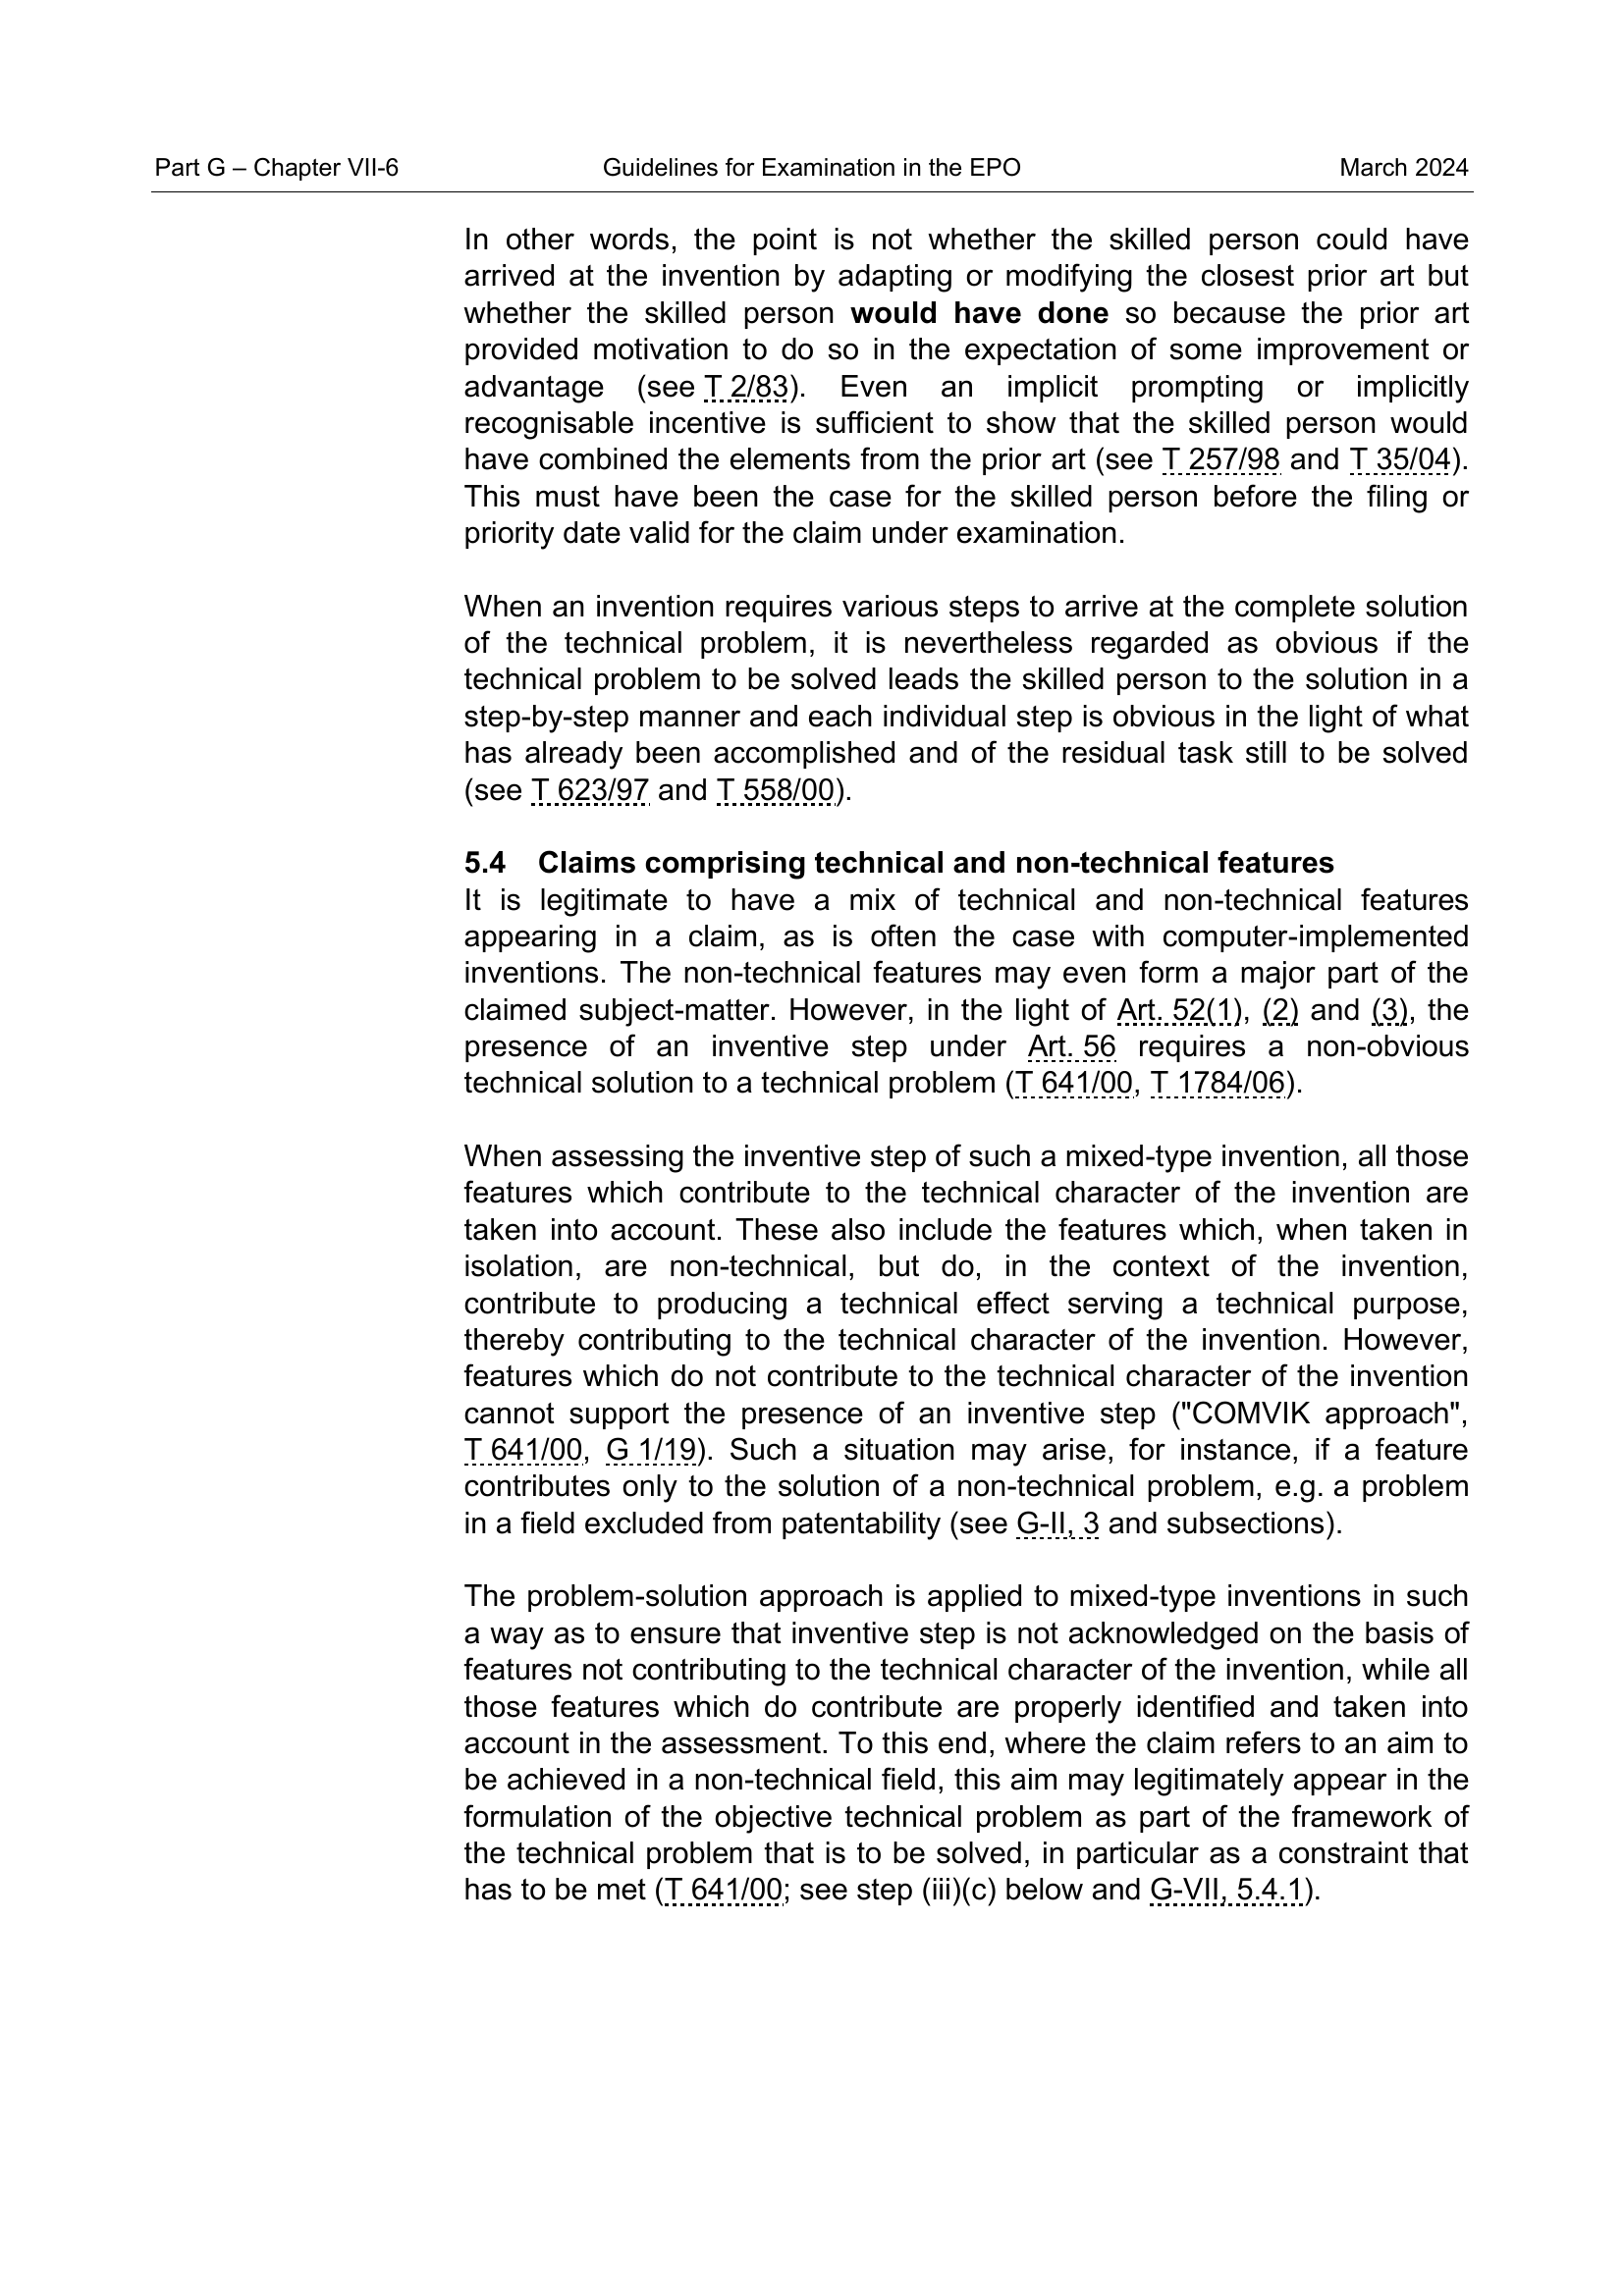 Part G – Chapter VII-6 Guidelines for Examination in the EPO March 2024
In other words, the point is not whether the skilled person could have
arrived at the invention by adapting or modifying the closest prior art but
whether the skilled person would have done so because the prior art
provided motivation to do so in the expectation of some improvement or
advantage (see T 2/83). Even an implicit prompting or implicitly
recognisable incentive is sufficient to show that the skilled person would
have combined the elements from the prior art (see T 257/98 and T 35/04).
This must have been the case for the skilled person before the filing or
priority date valid for the claim under examination.
When an invention requires various steps to arrive at the complete solution
of the technical problem, it is nevertheless regarded as obvious if the
technical problem to be solved leads the skilled person to the solution in a
step-by-step manner and each individual step is obvious in the light of what
has already been accomplished and of the residual task still to be solved
(see T 623/97 and T 558/00).
5.4 Claims comprising technical and non-technical features
It is legitimate to have a mix of technical and non-technical features
appearing in a claim, as is often the case with computer-implemented
inventions. The non-technical features may even form a major part of the
claimed subject-matter. However, in the light of Art. 52(1), (2) and (3), the
presence of an inventive step under Art. 56 requires a non-obvious
technical solution to a technical problem (T 641/00, T 1784/06).
When assessing the inventive step of such a mixed-type invention, all those
features which contribute to the technical character of the invention are
taken into account. These also include the features which, when taken in
isolation, are non-technical, but do, in the context of the invention,
contribute to producing a technical effect serving a technical purpose,
thereby contributing to the technical character of the invention. However,
features which do not contribute to the technical character of the invention
cannot support the presence of an inventive step ("COMVIK approach",
T 641/00, G 1/19). Such a situation may arise, for instance, if a feature
contributes only to the solution of a non-technical problem, e.g. a problem
in a field excluded from patentability (see G-II, 3 and subsections).
The problem-solution approach is applied to mixed-type inventions in such
a way as to ensure that inventive step is not acknowledged on the basis of
features not contributing to the technical character of the invention, while all
those features which do contribute are properly identified and taken into
account in the assessment. To this end, where the claim refers to an aim to
be achieved in a non-technical field, this aim may legitimately appear in the
formulation of the objective technical problem as part of the framework of
the technical problem that is to be solved, in particular as a constraint that
has to be met (T 641/00; see step (iii)(c) below and G-VII, 5.4.1).